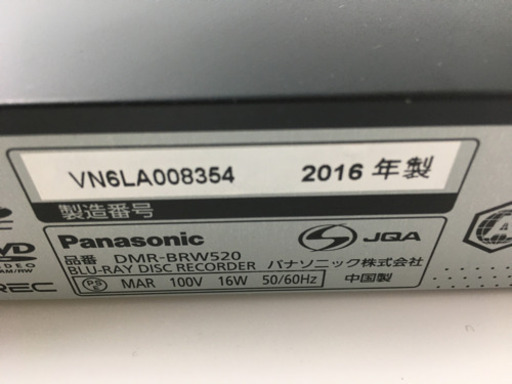 VN6LA008354 2016 年製
製造番号
Panasonic JQA
品番 DMR-BRW520
BLU-RAY DISC RECORDER パナソニック株式会社
MAR 100V 16W 50/60Hz 中国製